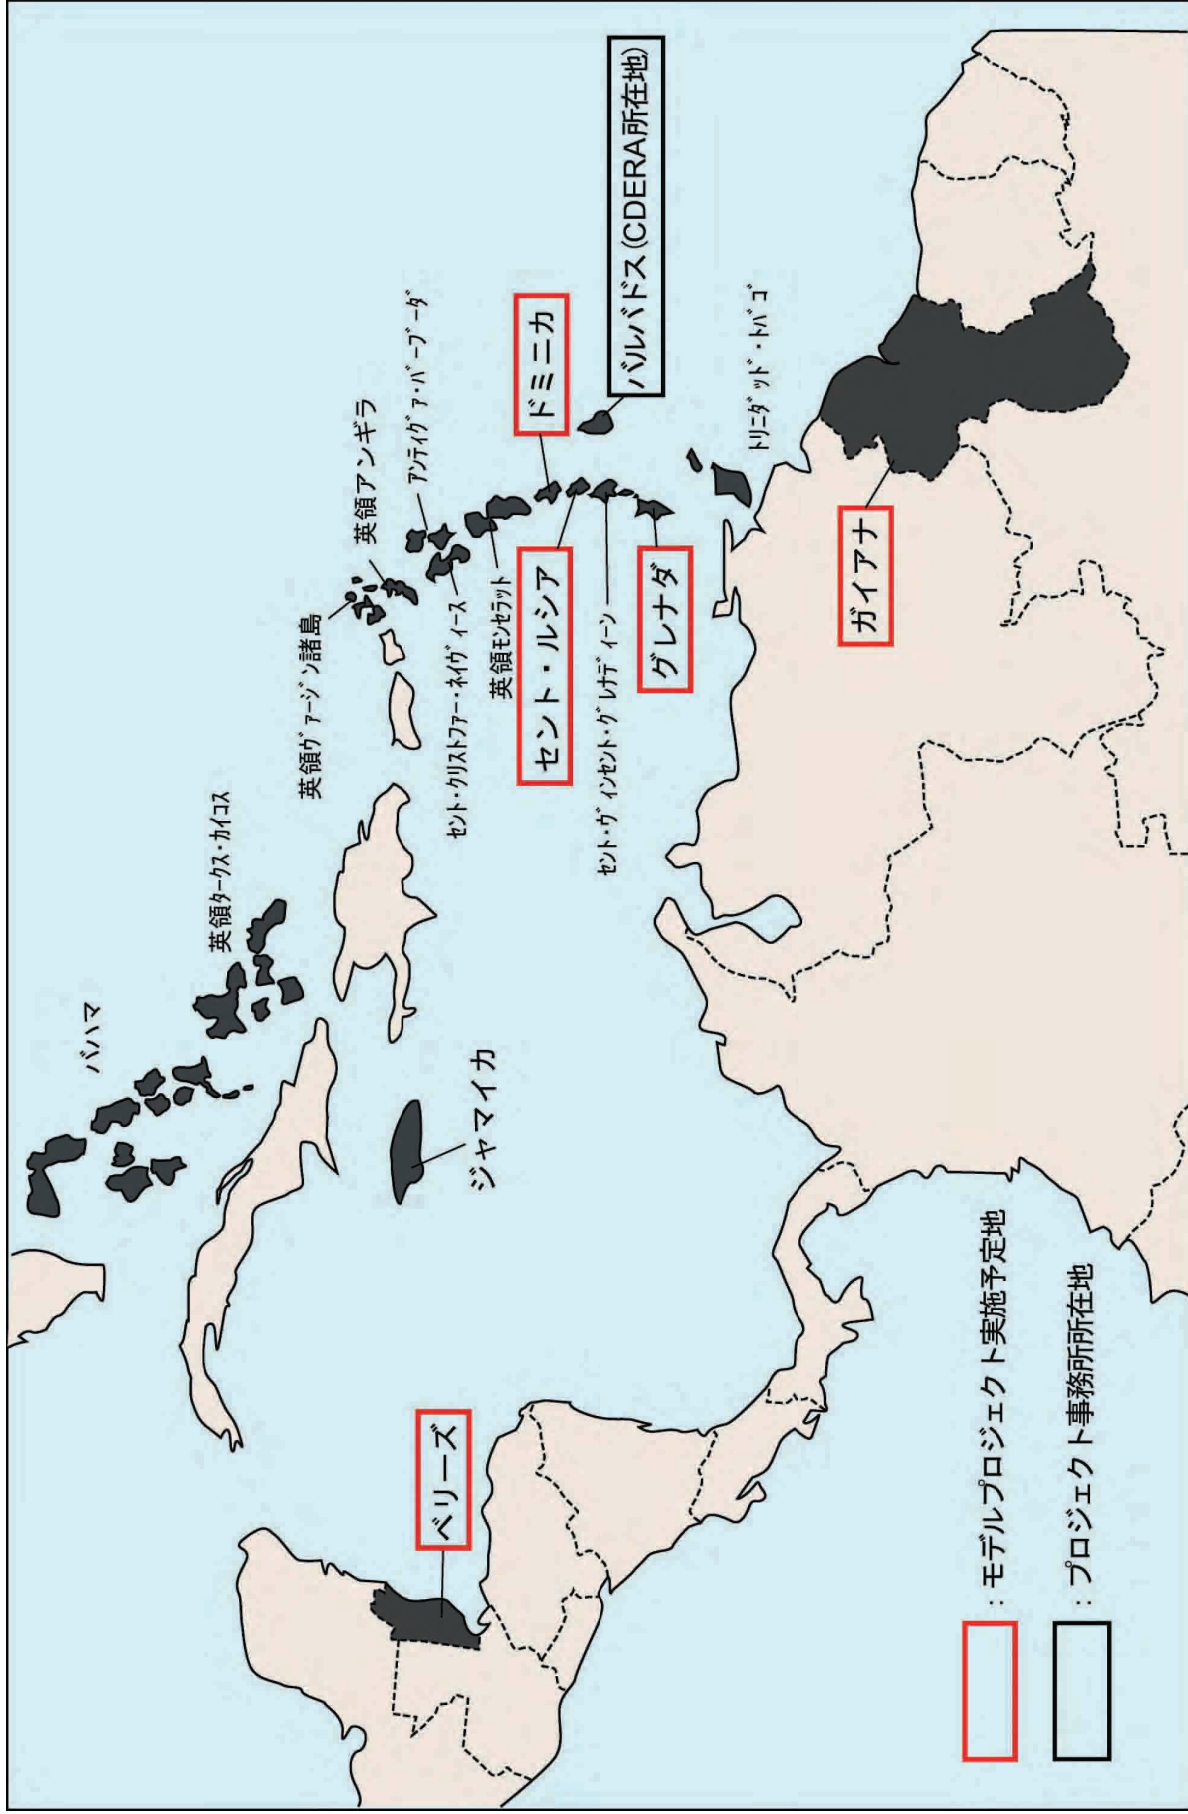 バハマ
英領タークス・カイコス
英領ヴァージン諸島
英領アンギラ
アンティグァ・バーブーダ
ジャマイカ
セント・クリストファー・ネイヴィース
英領モンセラット
ドミニカ
セント・ルシア
バルバドス(CDERA所在地)
セント・ヴィンセント・グレナディーン
グレナダ
トリニダッド・トバゴ
ベリーズ
ガイアナ
：モデルプロジェクト実施予定地
：プロジェクト事務所所在地